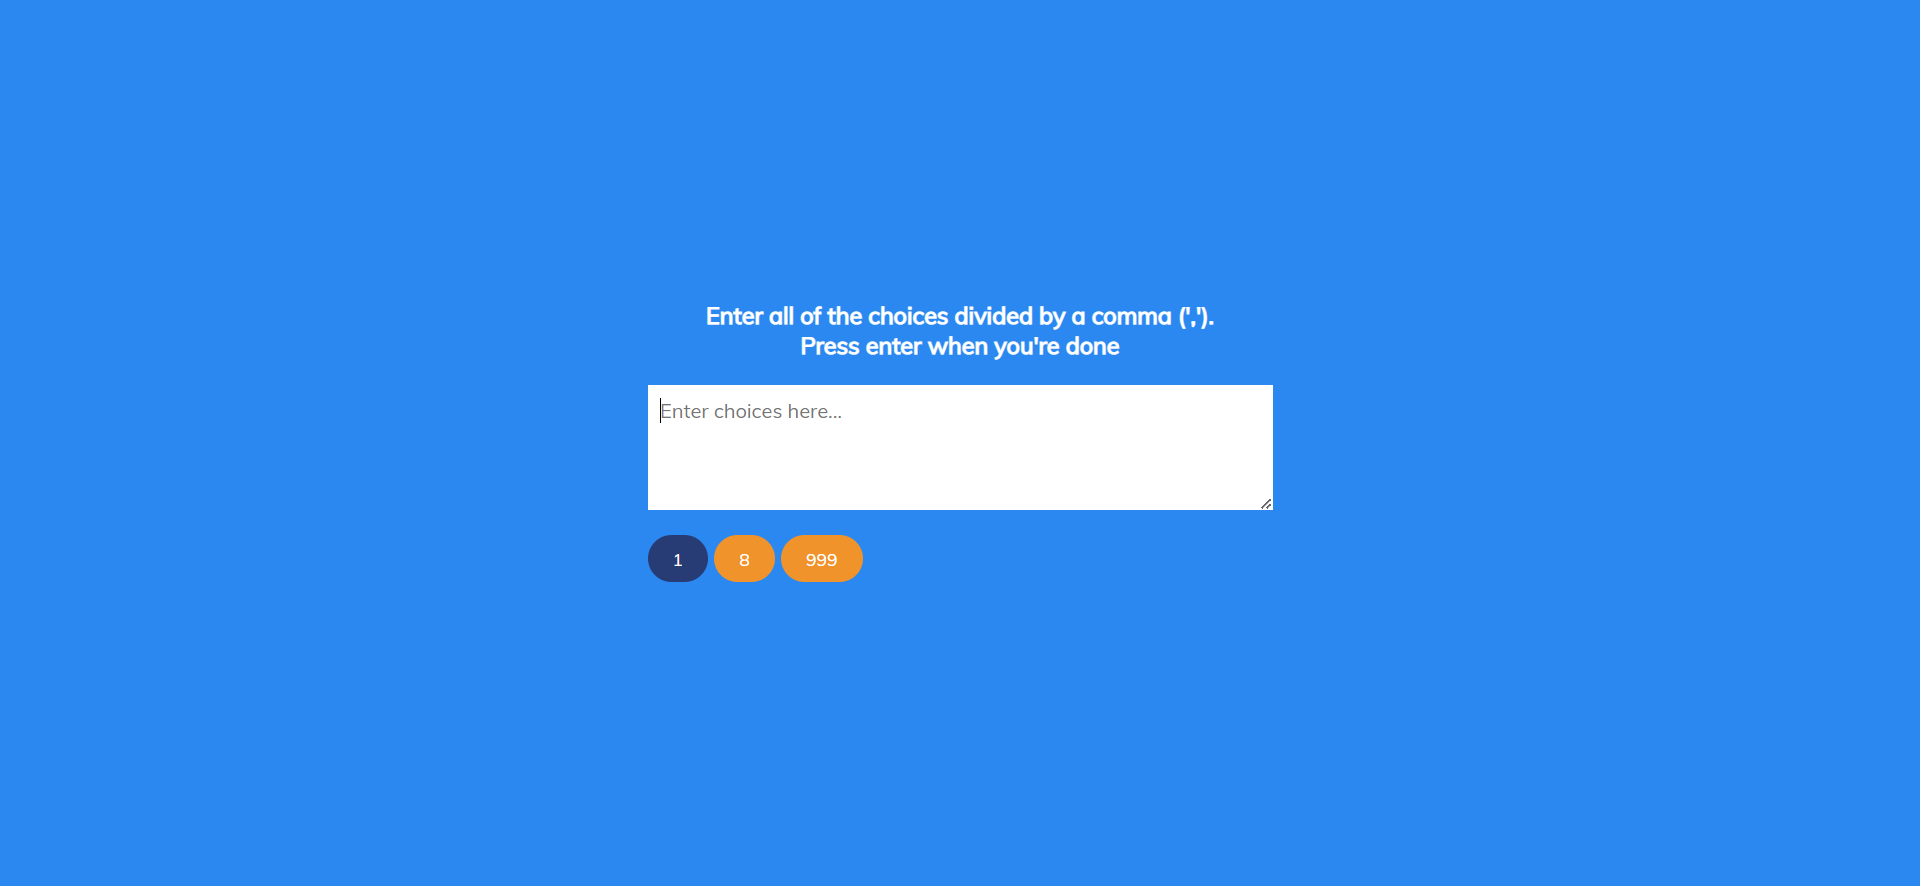 Enter all of the choices divided by a comma (',').
Press enter when you're done
Enter choices here...
1 8 999